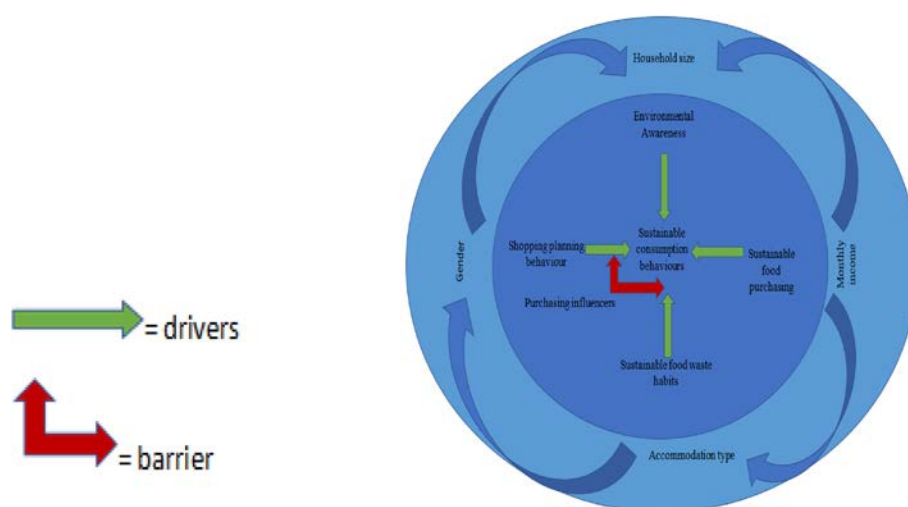 Household size
Environmental
Awareness
Gender
Shopping planning
behaviour
Sustainable
consumption
behaviours
Sustainable
food
purchasing
Monthly
income
Purchasing influencers
Sustainable food waste
habits
Accommodation type
= drivers
= barrier